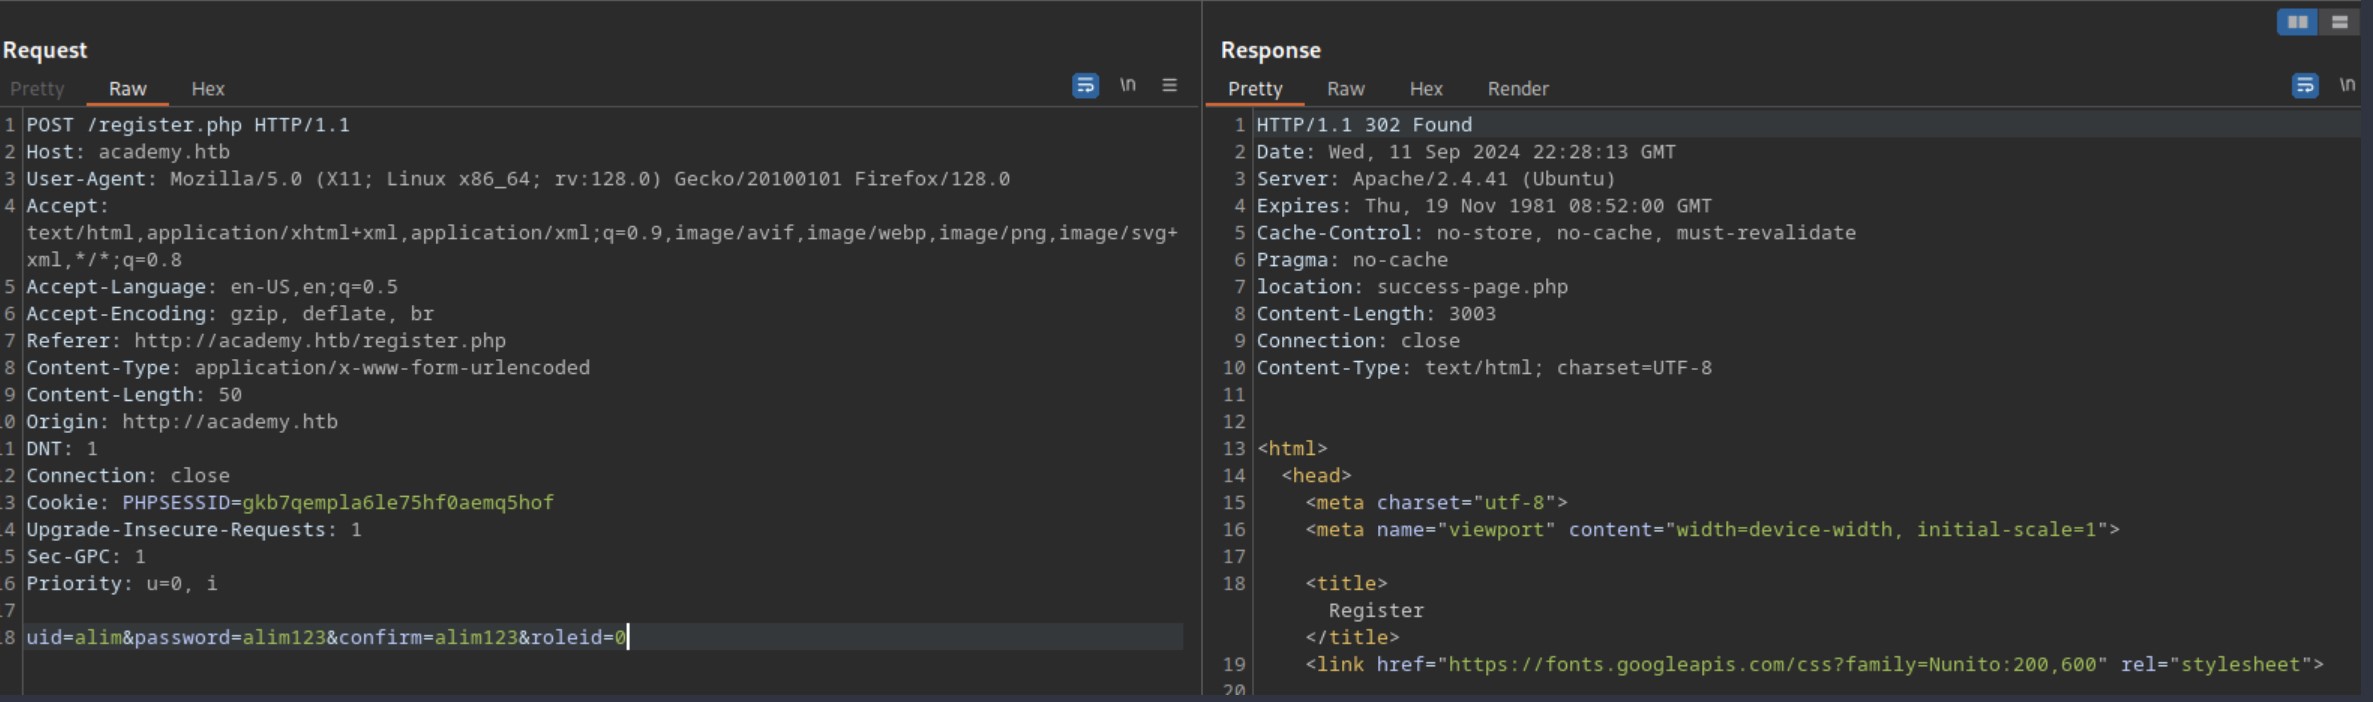 Request
Pretty Raw Hex \n
1 POST /register.php HTTP/1.1
2 Host: academy.htb
3 User-Agent: Mozilla/5.0 (X11; Linux x86_64; rv:128.0) Gecko/20100101 Firefox/128.0
4 Accept:
text/html,application/xhtml+xml,application/xml;q=0.9,image/avif,image/webp,image/png,image/svg+
xml,*/*;q=0.8
5 Accept-Language: en-US,en;q=0.5
6 Accept-Encoding: gzip, deflate, br
7 Referer: http://academy.htb/register.php
8 Content-Type: application/x-www-form-urlencoded
9 Content-Length: 50
0 Origin: http://academy.htb
1 DNT: 1
2 Connection: close
3 Cookie: PHPSESSID=gkb7qempla6le75hf0aemq5hof
4 Upgrade-Insecure-Requests: 1
5 Sec-GPC: 1
6 Priority: u=0, i
7
8 uid=alim&password=alim123&confirm=alim123&roleid=0
Response
Pretty Raw Hex Render \n
1 HTTP/1.1 302 Found
2 Date: Wed, 11 Sep 2024 22:28:13 GMT
3 Server: Apache/2.4.41 (Ubuntu)
4 Expires: Thu, 19 Nov 1981 08:52:00 GMT
5 Cache-Control: no-store, no-cache, must-revalidate
6 Pragma: no-cache
7 location: success-page.php
8 Content-Length: 3003
9 Connection: close
10 Content-Type: text/html; charset=UTF-8
11
12
13 <html>
14 <head>
15 <meta charset="utf-8">
16 <meta name="viewport" content="width=device-width, initial-scale=1">
17
18 <title>
Register
</title>
19 <link href="https://fonts.googleapis.com/css?family=Nunito:200,600" rel="stylesheet">
20